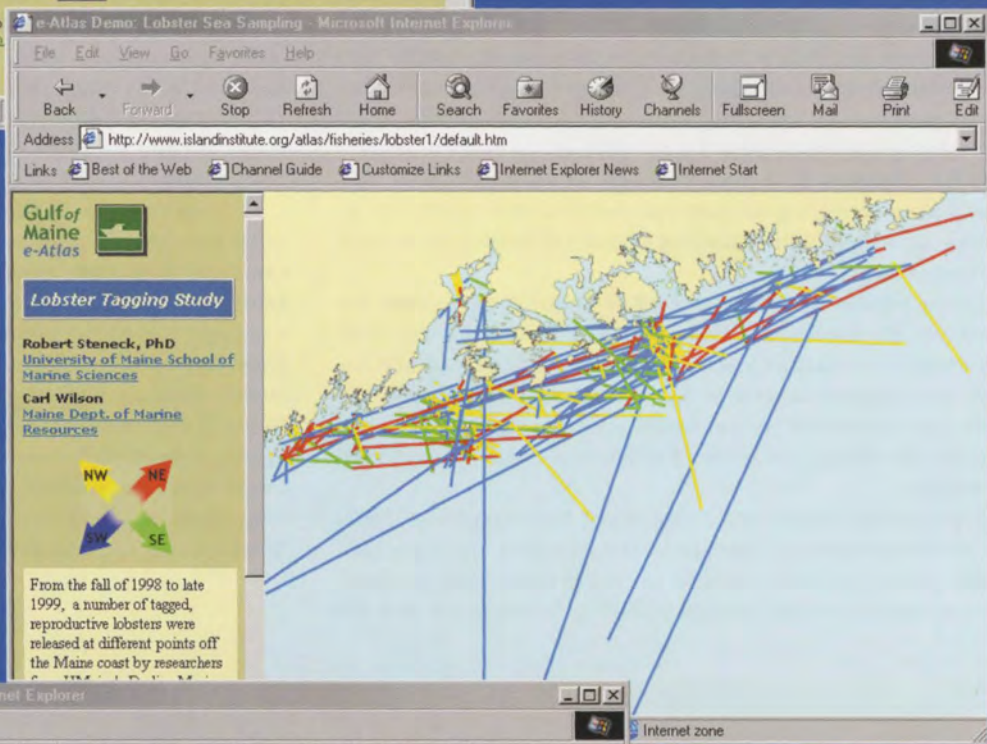 e-Atlas Demo: Lobster Sea Sampling - Microsoft Internet Explorer
File Edit View Go Favorites Help
Back Forward Stop Refresh Home Search Favorites History Channels Fullscreen Mail Print Edit
Address http://www.islandinstitute.org/atlas/fisheries/lobster1/default.htm
Links Best of the Web Channel Guide Customize Links Internet Explorer News Internet Start
Gulf of
Maine
e-Atlas
Lobster Tagging Study
Robert Steneck, PhD
University of Maine School of
Marine Sciences
Carl Wilson
Maine Dept. of Marine
Resources
NW NE
SW SE
From the fall of 1998 to late
1999, a number of tagged,
reproductive lobsters were
released at different points off
the Maine coast by researchers
net Explorer
Internet zone